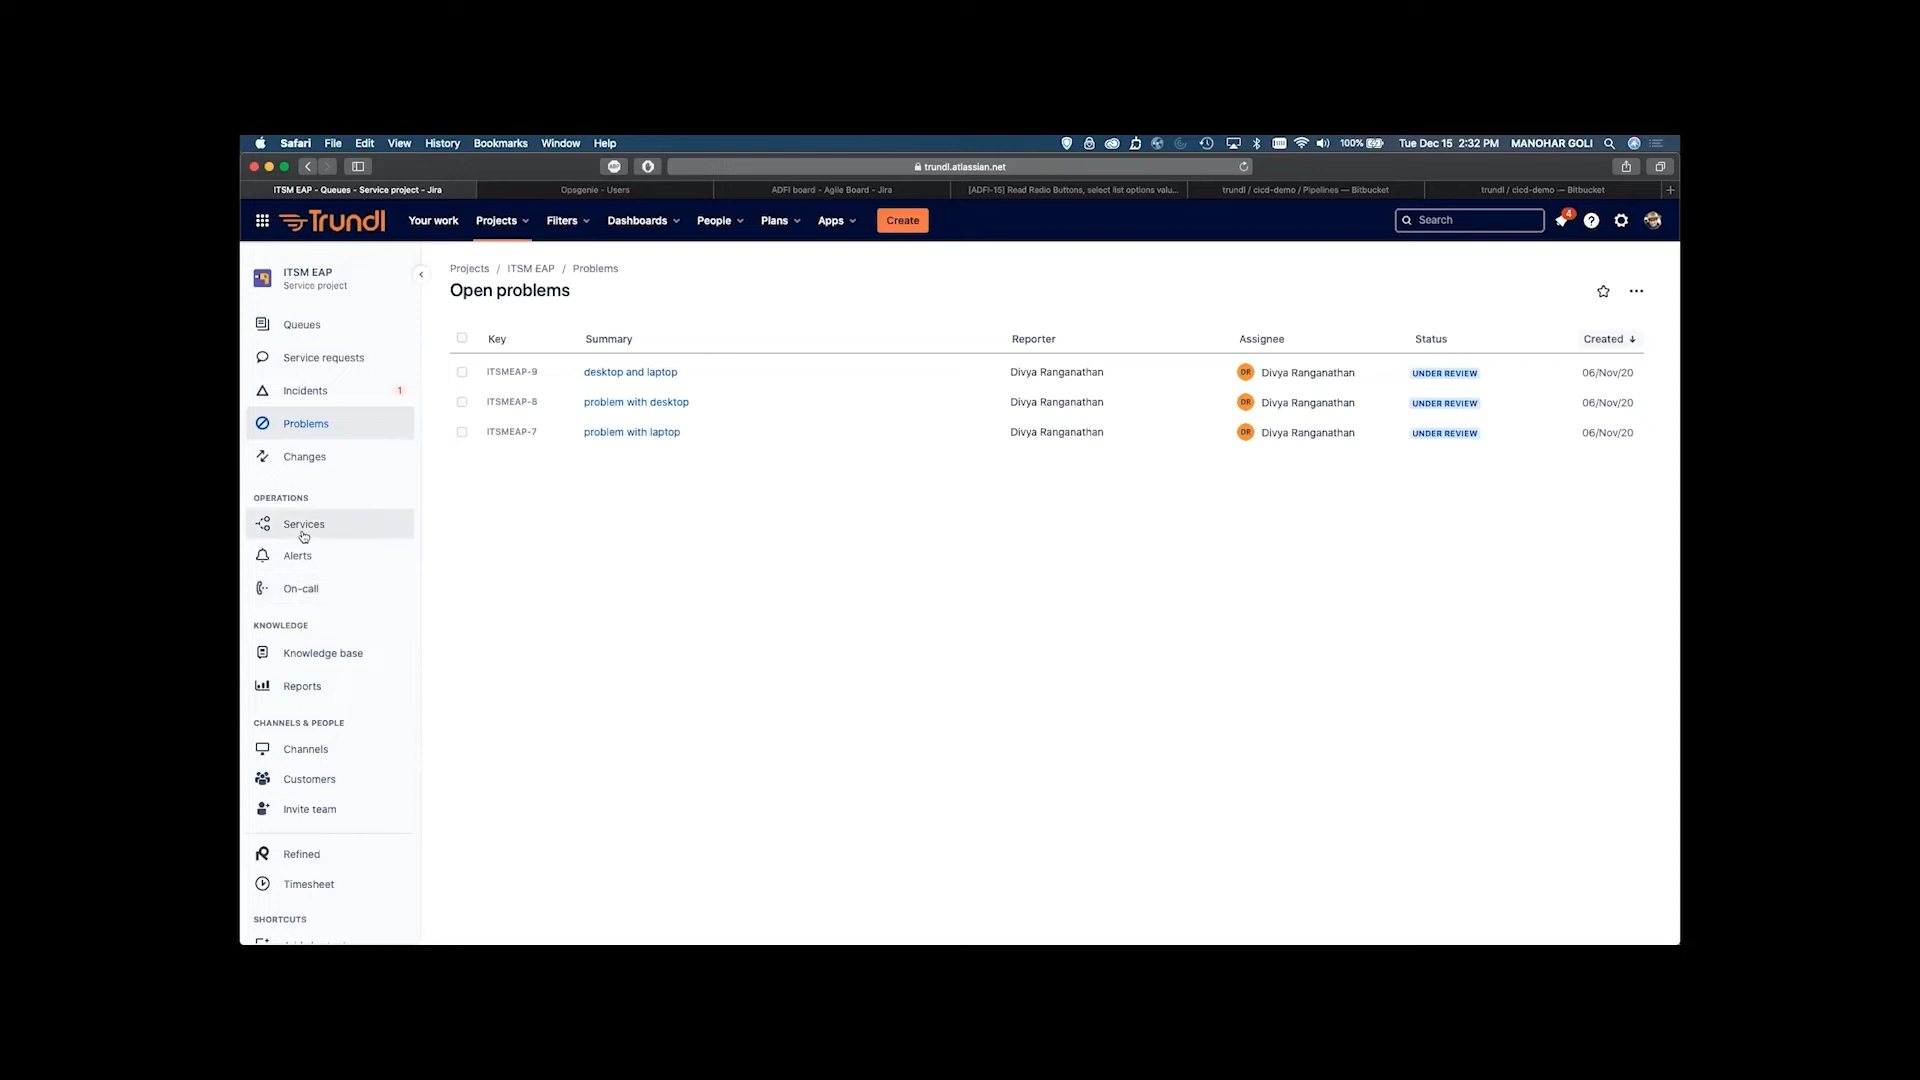 Safari File Edit View History Bookmarks Window Help 100% Tue Dec 15 2:32 PM MANOHAR GOLI
trundl.atlassian.net
ITSM EAP - Queues - Service project - Jira
Opsgenie - Users
ADFI board - Agile Board - Jira
[ADFI-15] Read Radio Buttons, select list options valu...
trundl / cicd-demo / Pipelines — Bitbucket
trundl / cicd-demo — Bitbucket
Trundl Your work Projects Filters Dashboards People Plans Apps Create Search 4
ITSM EAP
Service project
Queues
Service requests
Incidents 1
Problems
Changes
OPERATIONS
Services
Alerts
On-call
KNOWLEDGE
Knowledge base
Reports
CHANNELS & PEOPLE
Channels
Customers
Invite team
Refined
Timesheet
SHORTCUTS
Projects / ITSM EAP / Problems
Open problems
Key Summary Reporter Assignee Status Created
ITSMEAP-9 desktop and laptop Divya Ranganathan DR Divya Ranganathan UNDER REVIEW 06/Nov/20
ITSMEAP-8 problem with desktop Divya Ranganathan DR Divya Ranganathan UNDER REVIEW 06/Nov/20
ITSMEAP-7 problem with laptop Divya Ranganathan DR Divya Ranganathan UNDER REVIEW 06/Nov/20